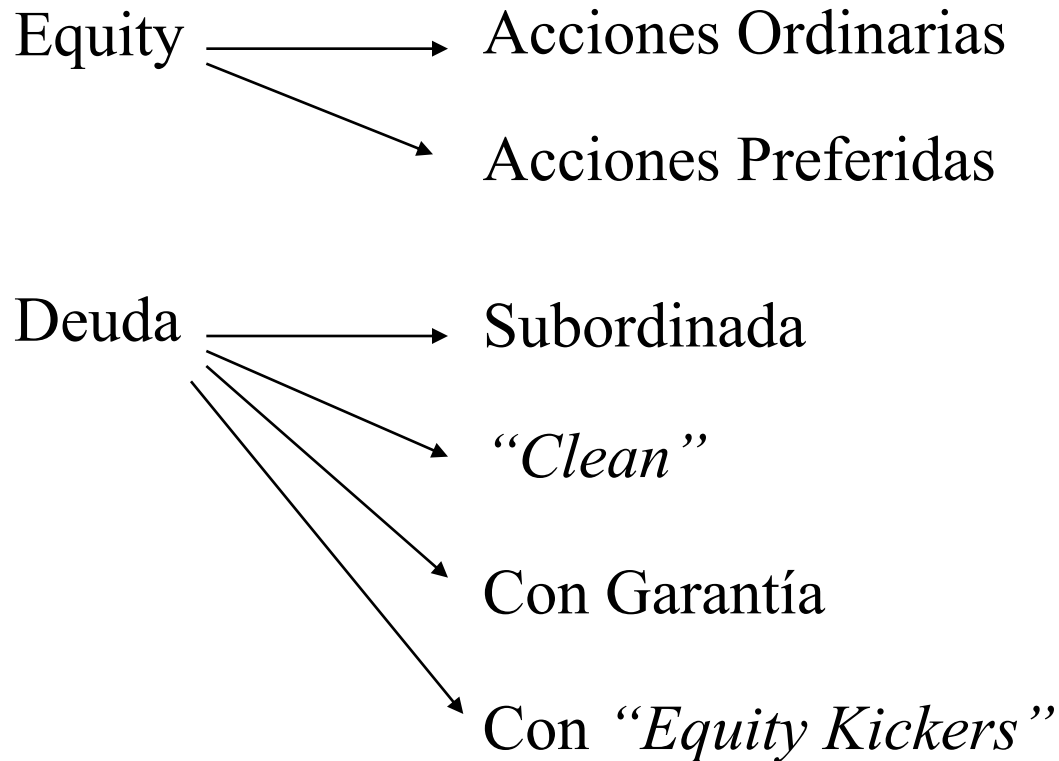 Equity
Acciones Ordinarias
Acciones Preferidas
Deuda
Subordinada
“Clean”
Con Garantía
Con “Equity Kickers”